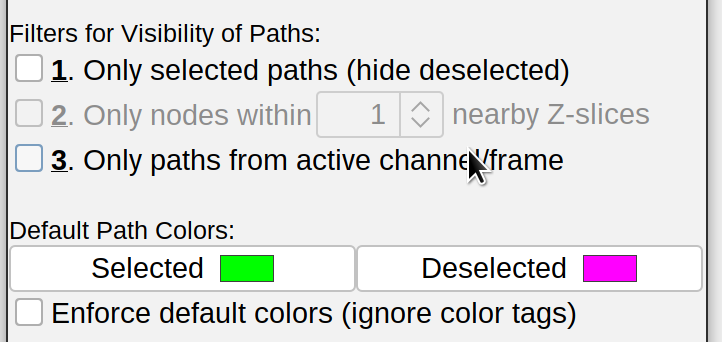 Filters for Visibility of Paths:
1. Only selected paths (hide deselected)
2. Only nodes within 1 nearby Z-slices
3. Only paths from active channel/frame
Default Path Colors:
Selected Deselected
Enforce default colors (ignore color tags)